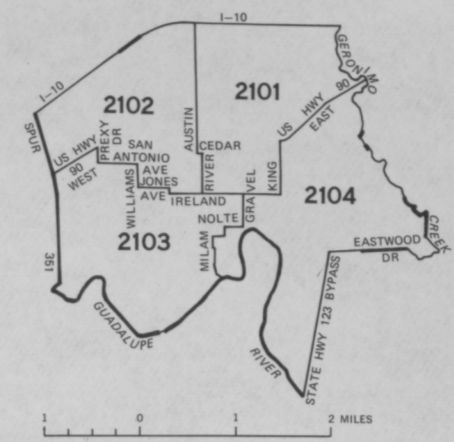 I-10
GERONIMO
I-10
2101
2102
US HWY 90 EAST
AUSTIN
SPUR
PREXY DR
SAN ANTONIO AVE
CEDAR
US HWY 90 WEST
JONES AVE
RIVER
KING
2104
WILLIAMS
IRELAND
GRAVEL
NOLTE
2103
MILAM
EASTWOOD DR
CREEK
351
GUADALUPE
RIVER
STATE HWY 123 BYPASS
1 0 1 2 MILES